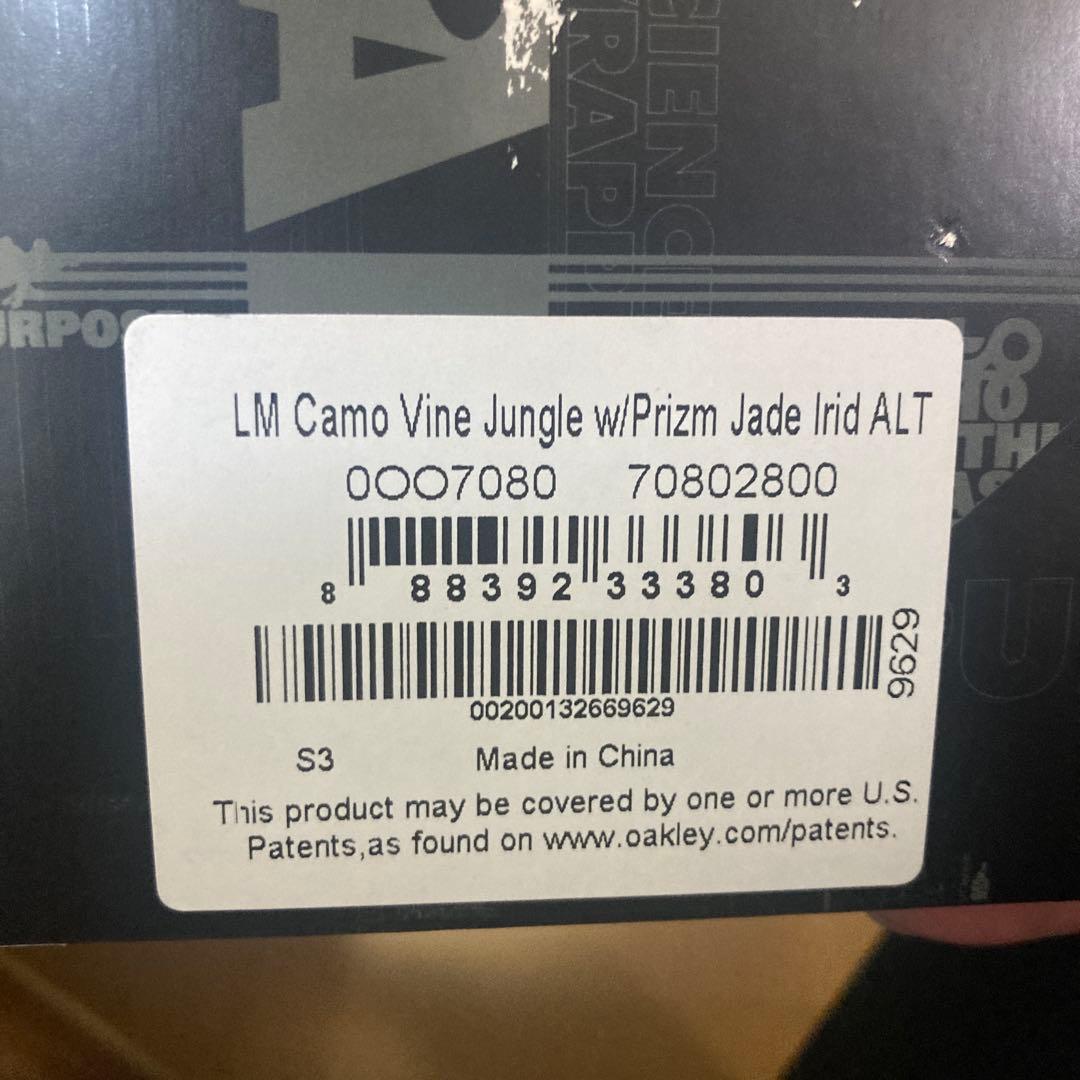 LM Camo Vine Jungle w/Prizm Jade Irid ALT
0OO7080 70802800
8 88392 33380 3
00200132669629
9629
S3 Made in China
This product may be covered by one or more U.S.
Patents,as found on www.oakley.com/patents.